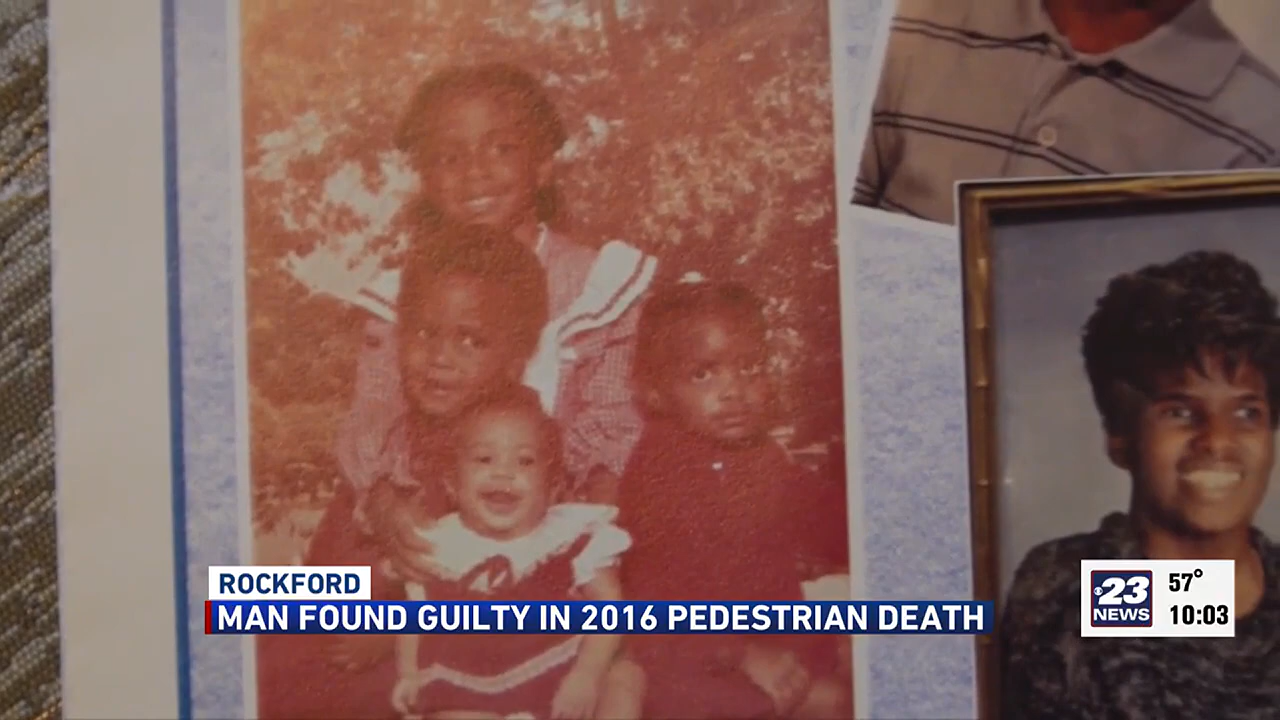 ROCKFORD
MAN FOUND GUILTY IN 2016 PEDESTRIAN DEATH
23
NEWS
57°
10:03